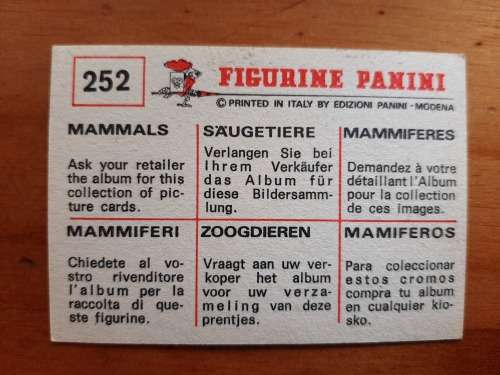 252
FIGURINE PANINI
© PRINTED IN ITALY BY EDIZIONI PANINI - MODENA
MAMMALS
Ask your retailer
the album for this
collection of pic-
ture cards.
SÄUGETIERE
Verlangen Sie bei
Ihrem Verkäufer
das Album für
diese Bildersamm-
lung.
MAMMIFERES
Demandez à votre
détaillant l'Album
pour la collection
de ces images.
MAMMIFERI
Chiedete al vo-
stro rivenditore
l'album per la
raccolta di que-
ste figurine.
ZOOGDIEREN
Vraagt aan uw ver-
koper het album
voor uw verza-
meling van deze
prentjes.
MAMIFEROS
Para coleccionar
estos cromos
compra tu album
en cualquier kio-
sko.